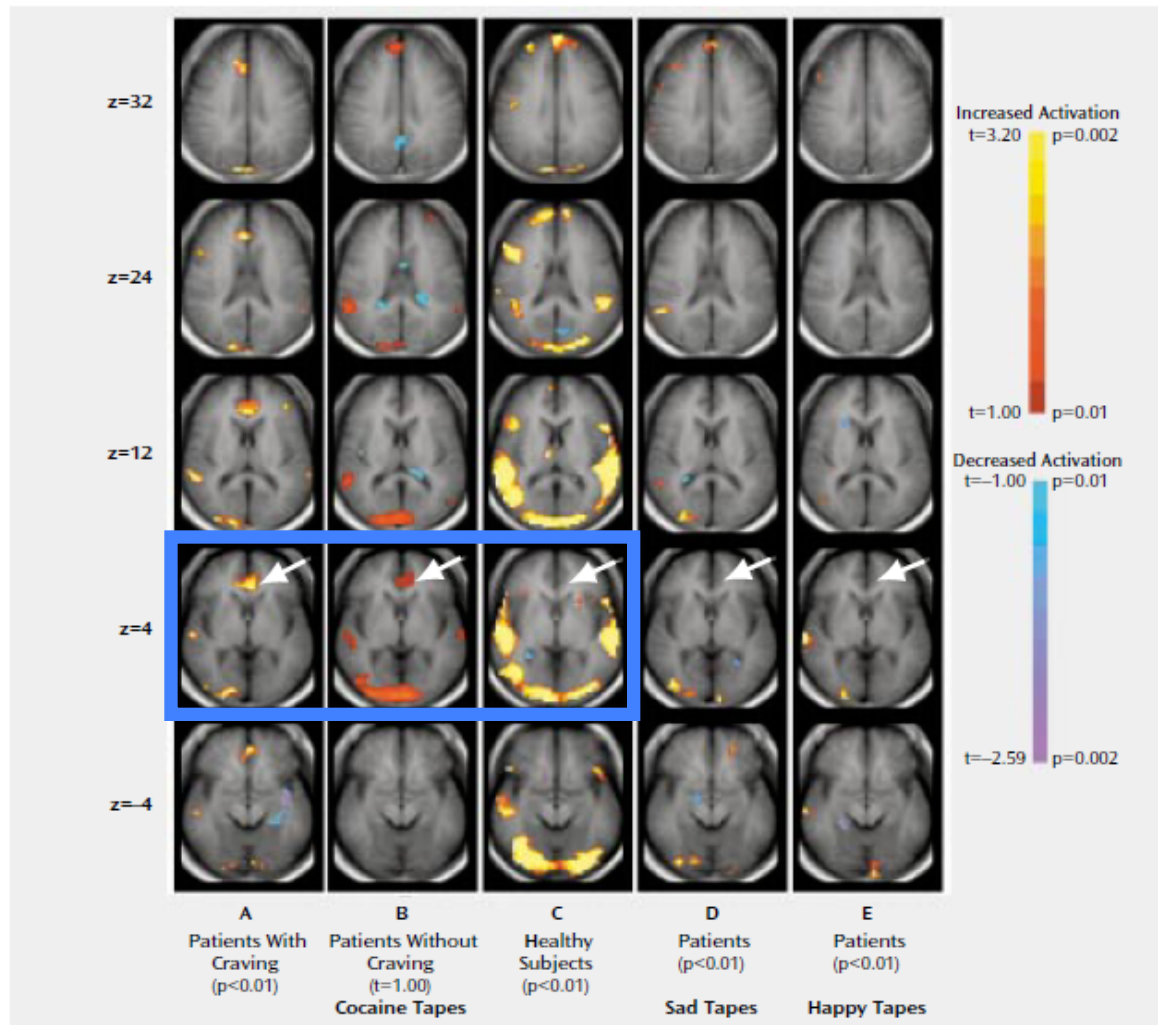 z=32
Increased Activation
t=3.20 p=0.002
z=24
t=1.00 p=0.01
z=12
Decreased Activation
t=–1.00 p=0.01
z=4
t=–2.59 p=0.002
z=–4
A B C D E
Patients With Patients Without Healthy Patients Patients
Craving Craving Subjects (p<0.01) (p<0.01)
(p<0.01) (t=1.00) (p<0.01)
Cocaine Tapes Sad Tapes Happy Tapes